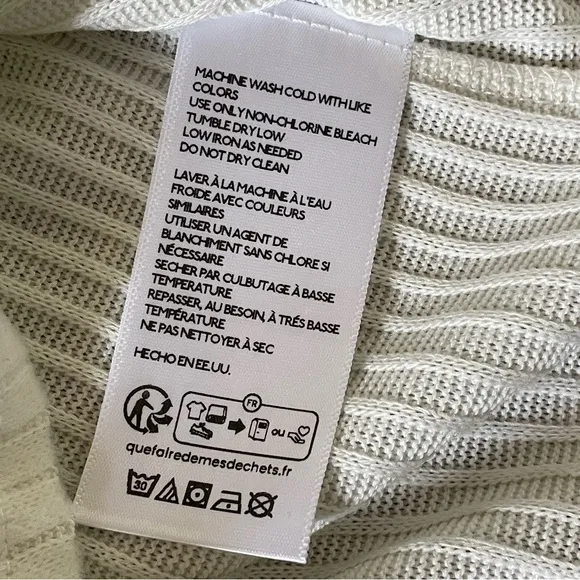 MACHINE WASH COLD WITH LIKE
COLORS
USE ONLY NON-CHLORINE BLEACH
TUMBLE DRY LOW
LOW IRON AS NEEDED
DO NOT DRY CLEAN
LAVER À LA MACHINE À L'EAU
FROIDE AVEC COULEURS
SIMILAIRES
UTILISER UN AGENT DE
BLANCHIMENT SANS CHLORE SI
NÉCESSAIRE
SECHER PAR CULBUTAGE À BASSE
TEMPERATURE
REPASSER, AU BESOIN, À TRÉS BASSE
TEMPÉRATURE
NE PAS NETTOYER À SEC
HECHO EN EE.UU.
FR
OU
quefairedemesdechets.fr
30